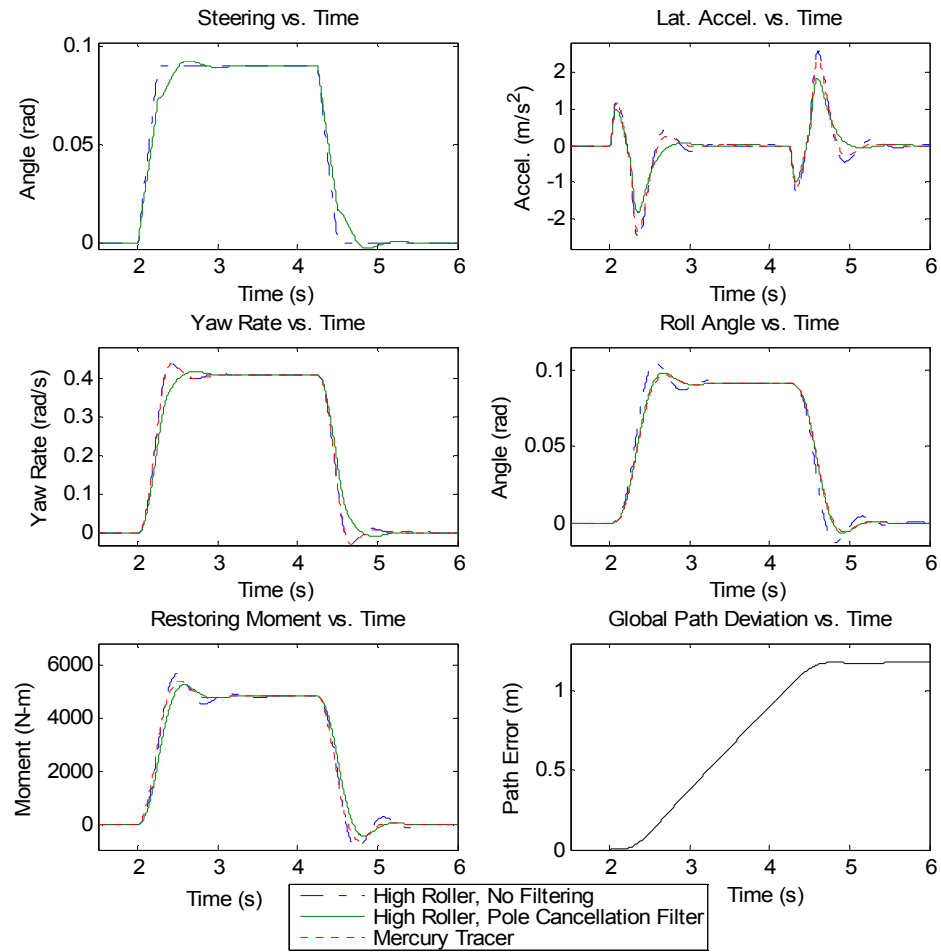 Steering vs. Time
0.1
0.05
0
Angle (rad)
2 3 4 5 6
Time (s)
Lat. Accel. vs. Time
2
1
0
-1
-2
Accel. (m/s²)
2 3 4 5 6
Time (s)
Yaw Rate vs. Time
0.4
0.3
0.2
0.1
0
Yaw Rate (rad/s)
2 3 4 5 6
Time (s)
Roll Angle vs. Time
0.1
0.05
0
Angle (rad)
2 3 4 5 6
Time (s)
Restoring Moment vs. Time
6000
4000
2000
0
Moment (N-m)
2 3 4 5 6
Time (s)
Global Path Deviation vs. Time
1
0.5
0
Path Error (m)
2 3 4 5 6
Time (s)
High Roller, No Filtering
High Roller, Pole Cancellation Filter
Mercury Tracer